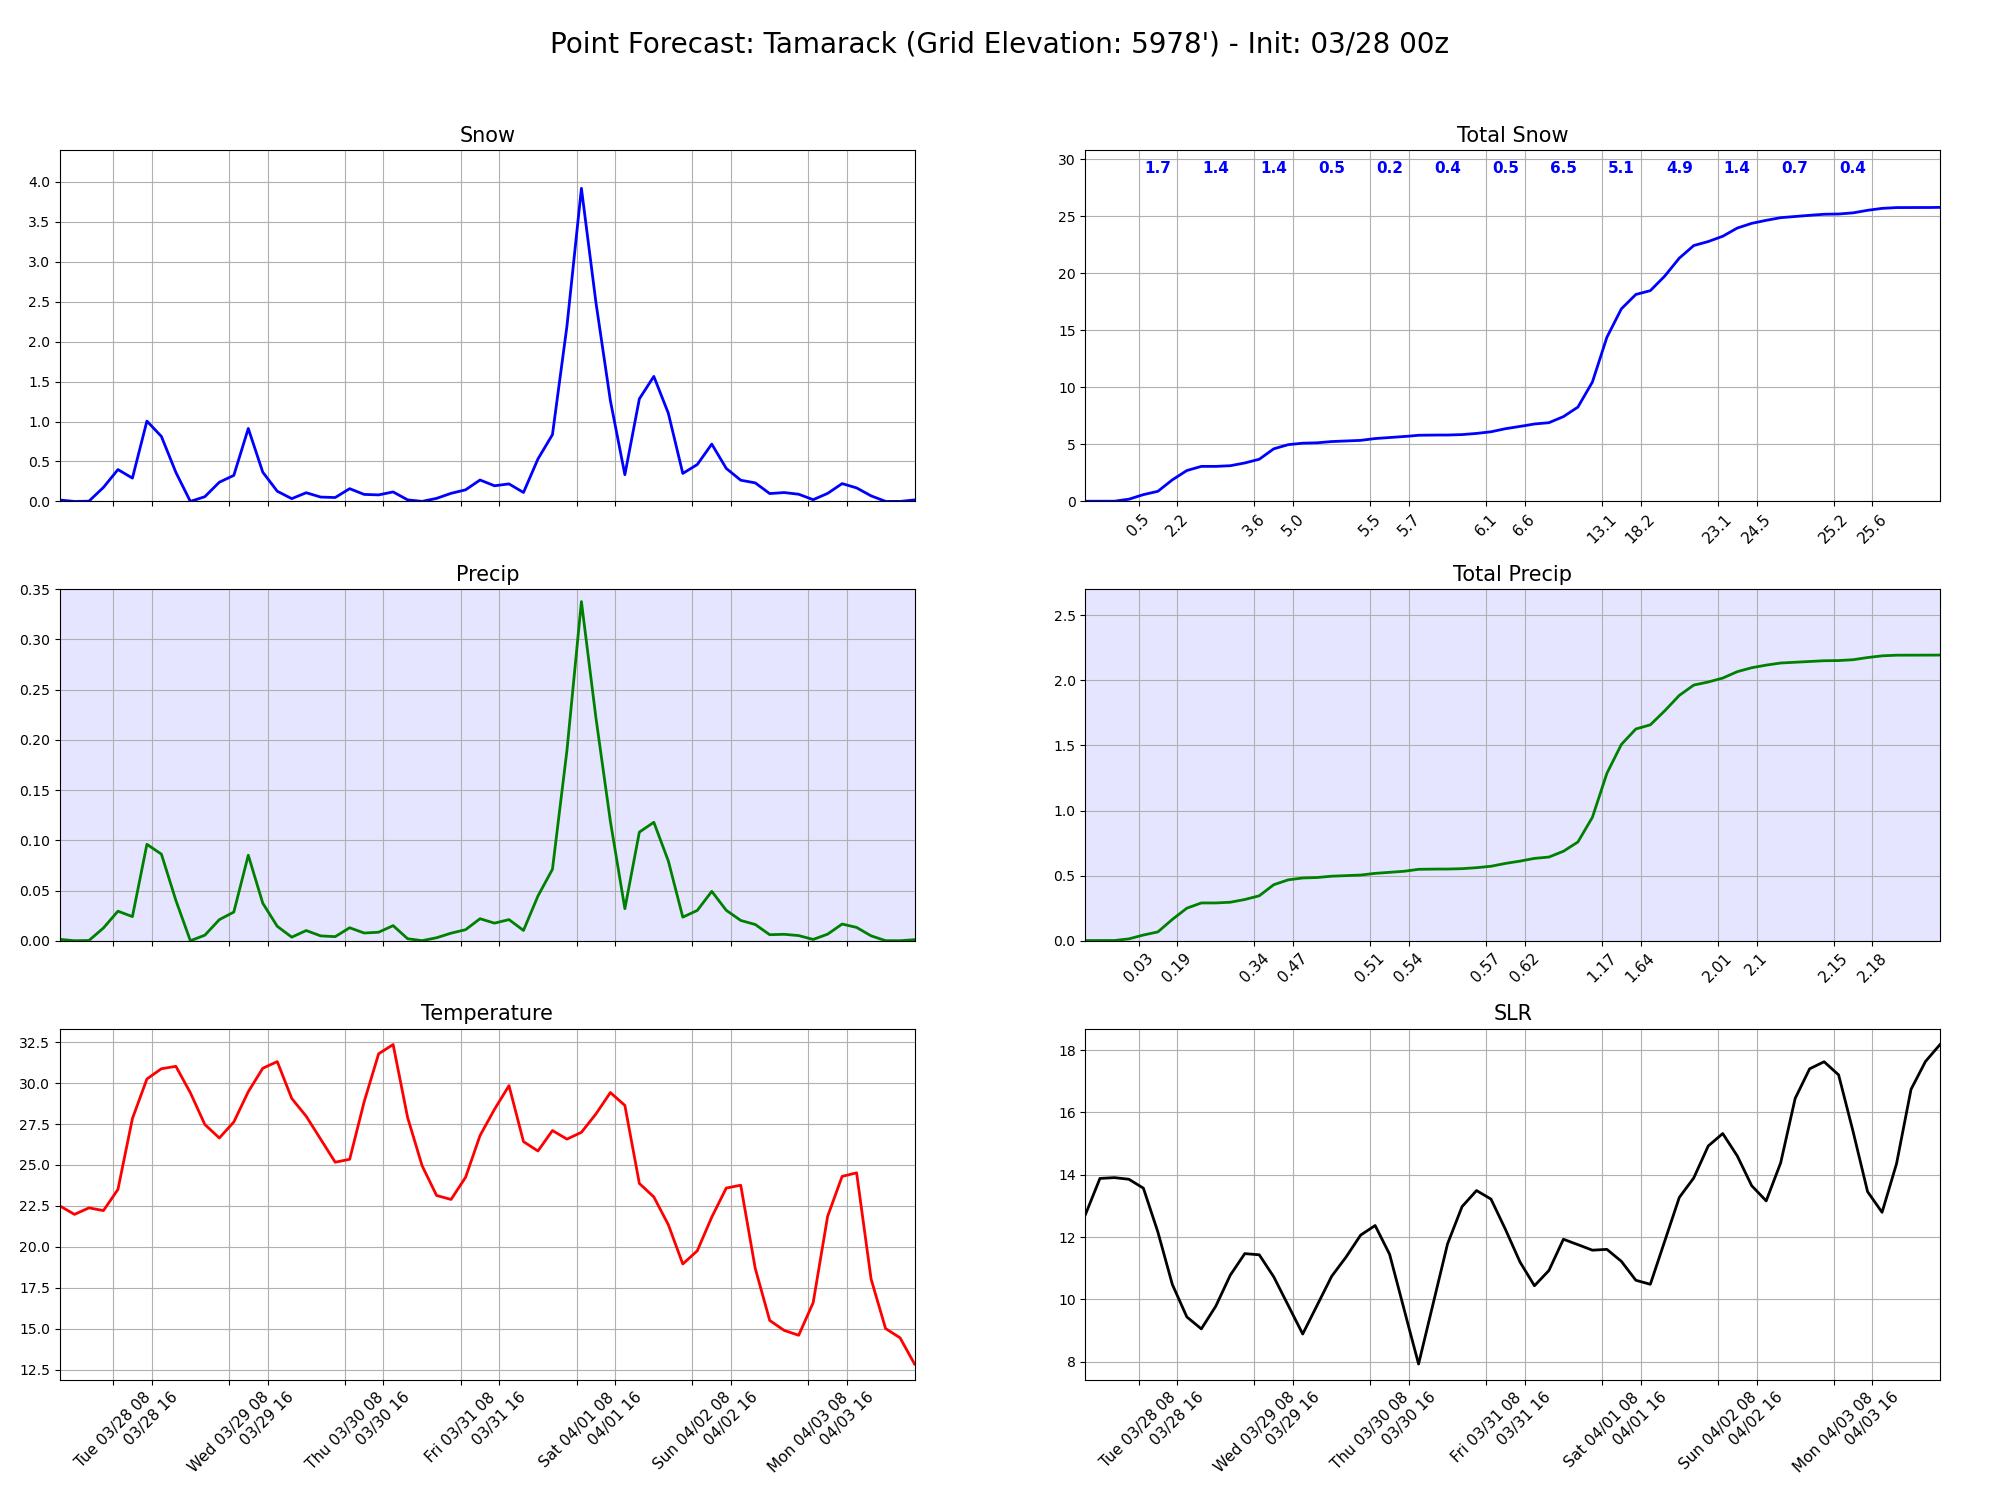 Point Forecast: Tamarack (Grid Elevation: 5978') - Init: 03/28 00z
Snow
4.0
3.5
3.0
2.5
2.0
1.5
1.0
0.5
0.0
Total Snow
1.7 1.4 1.4 0.5 0.2 0.4 0.5 6.5 5.1 4.9 1.4 0.7 0.4
30
25
20
15
10
5
0
0.5 2.2 3.6 5.0 5.5 5.7 6.1 6.6 13.1 18.2 23.1 24.5 25.2 25.6
Precip
0.35
0.30
0.25
0.20
0.15
0.10
0.05
0.00
Total Precip
2.5
2.0
1.5
1.0
0.5
0.0
0.03 0.19 0.34 0.47 0.51 0.54 0.57 0.62 1.17 1.64 2.01 2.1 2.15 2.18
Temperature
32.5
30.0
27.5
25.0
22.5
20.0
17.5
15.0
12.5
Tue 03/28 08
03/28 16
Wed 03/29 08
03/29 16
Thu 03/30 08
03/30 16
Fri 03/31 08
03/31 16
Sat 04/01 08
04/01 16
Sun 04/02 08
04/02 16
Mon 04/03 08
04/03 16
SLR
18
16
14
12
10
8
Tue 03/28 08
03/28 16
Wed 03/29 08
03/29 16
Thu 03/30 08
03/30 16
Fri 03/31 08
03/31 16
Sat 04/01 08
04/01 16
Sun 04/02 08
04/02 16
Mon 04/03 08
04/03 16